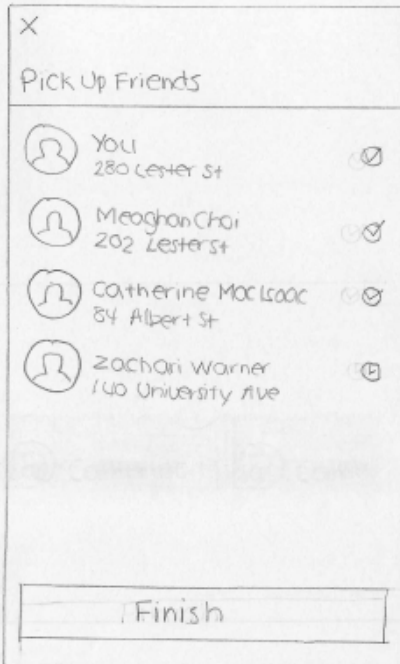 X
Pick Up Friends
You
280 Lester St
Meaghan Choi
202 Lester st
Catherine MacIsaac
84 Albert St
Zachari Warner
140 University Ave
Finish